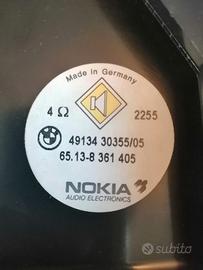 Made in Germany
4 Ω 2255
49134 30355/05
65.13-8 361 405
NOKIA
AUDIO ELECTRONICS
subito